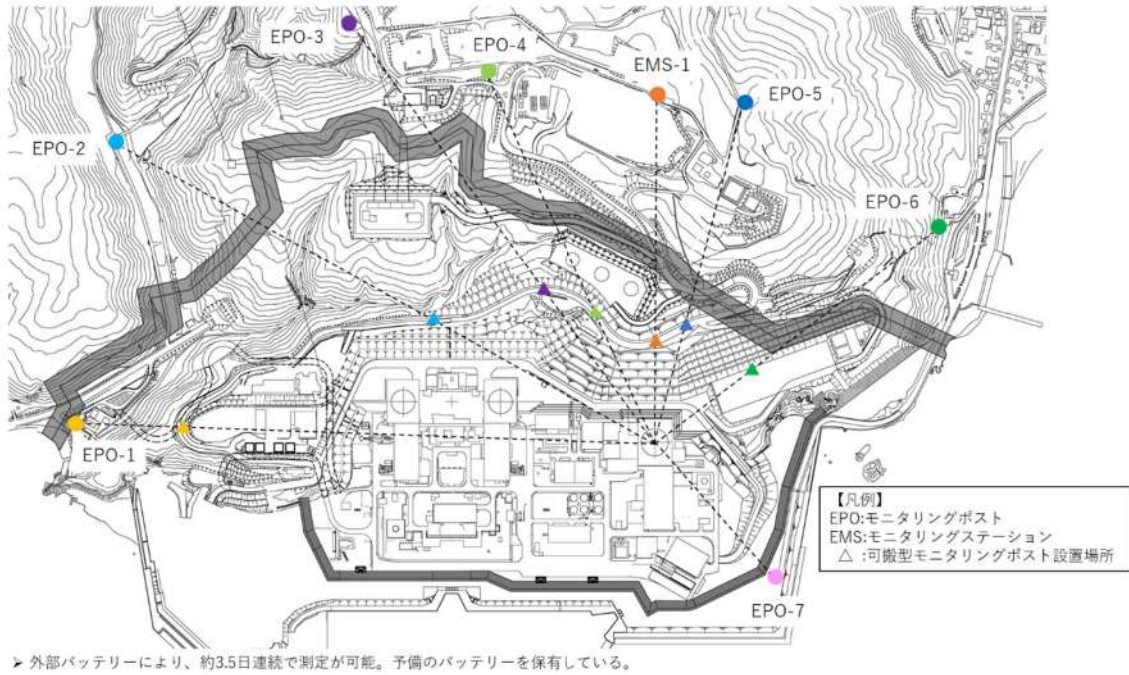 EPO-3
EPO-4
EMS-1
EPO-5
EPO-2
EPO-6
EPO-1
【凡例】
EPO:モニタリングポスト
EMS:モニタリングステーション
△ :可搬型モニタリングポスト設置場所
EPO-7
➢ 外部バッテリーにより、約3.5日連続で測定が可能。予備のバッテリーを保有している。